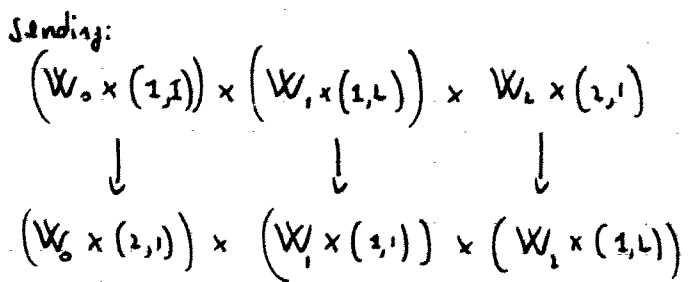 Sending:
(W₀ × (1,1)) × (W₁ × (1,2)) × W₂ × (2,1)
↓ ↓ ↓
(W₀ × (2,1)) × (W₁ × (1,1)) × (W₂ × (1,2))